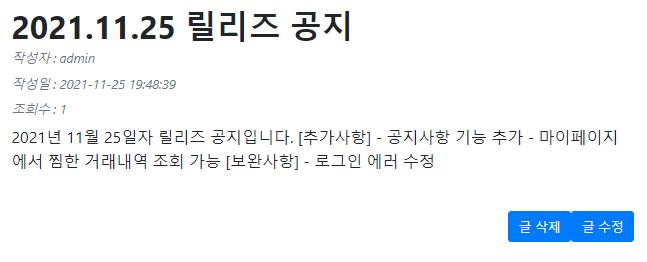 2021.11.25 릴리즈 공지
작성자 : admin
작성일 : 2021-11-25 19:48:39
조회수 : 1
2021년 11월 25일자 릴리즈 공지입니다. [추가사항] - 공지사항 기능 추가 - 마이페이지
에서 찜한 거래내역 조회 가능 [보완사항] - 로그인 에러 수정
글 삭제 글 수정